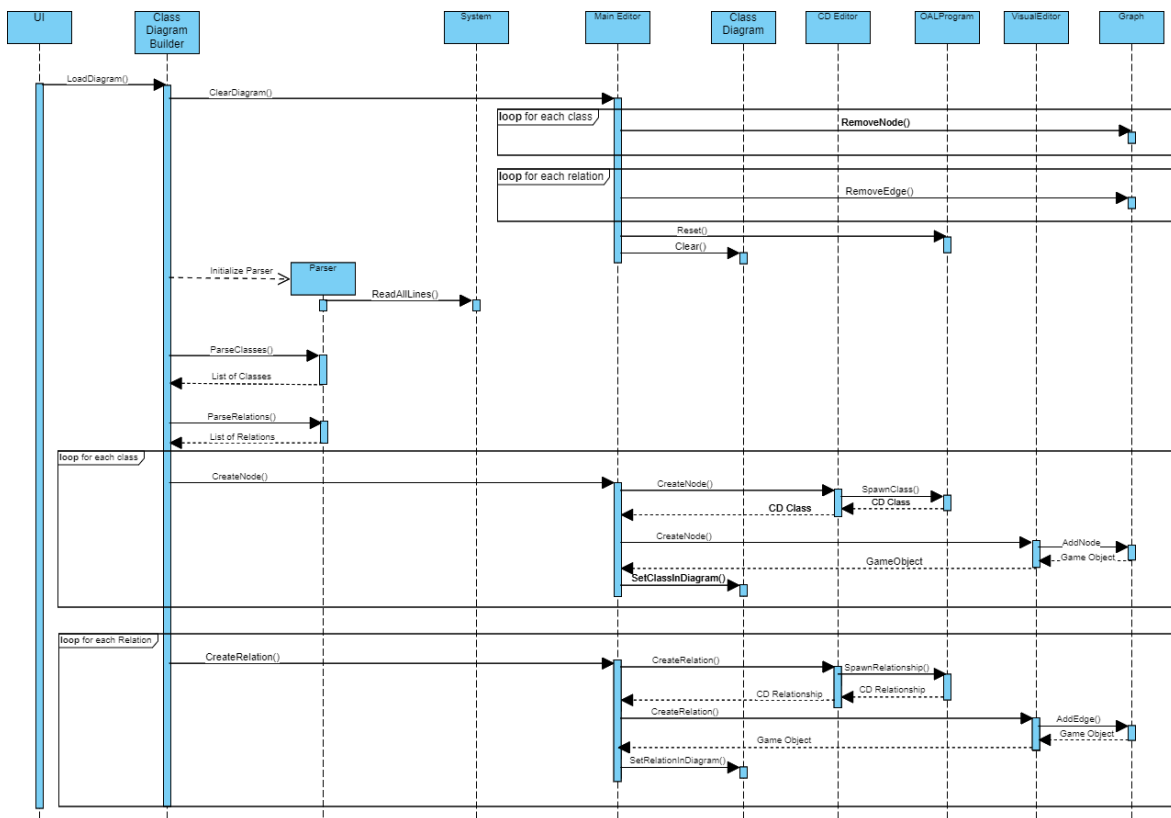 UI
Class
Diagram
Builder
System
Main Editor
Class
Diagram
CD Editor
OALProgram
VisualEditor
Graph
LoadDiagram()
ClearDiagram()
loop for each class
RemoveNode()
loop for each relation
RemoveEdge()
Reset()
Clear()
Initialize Parser
Parser
ReadAllLines()
ParseClasses()
List of Classes
ParseRelations()
List of Relations
loop for each class
CreateNode()
CreateNode()
SpawnClass()
CD Class
CD Class
CreateNode()
AddNode
Game Object
GameObject
SetClassInDiagram()
loop for each Relation
CreateRelation()
CreateRelation()
SpawnRelationship()
CD Relationship
CD Relationship
CreateRelation()
AddEdge()
Game Object
Game Object
SetRelationInDiagram()